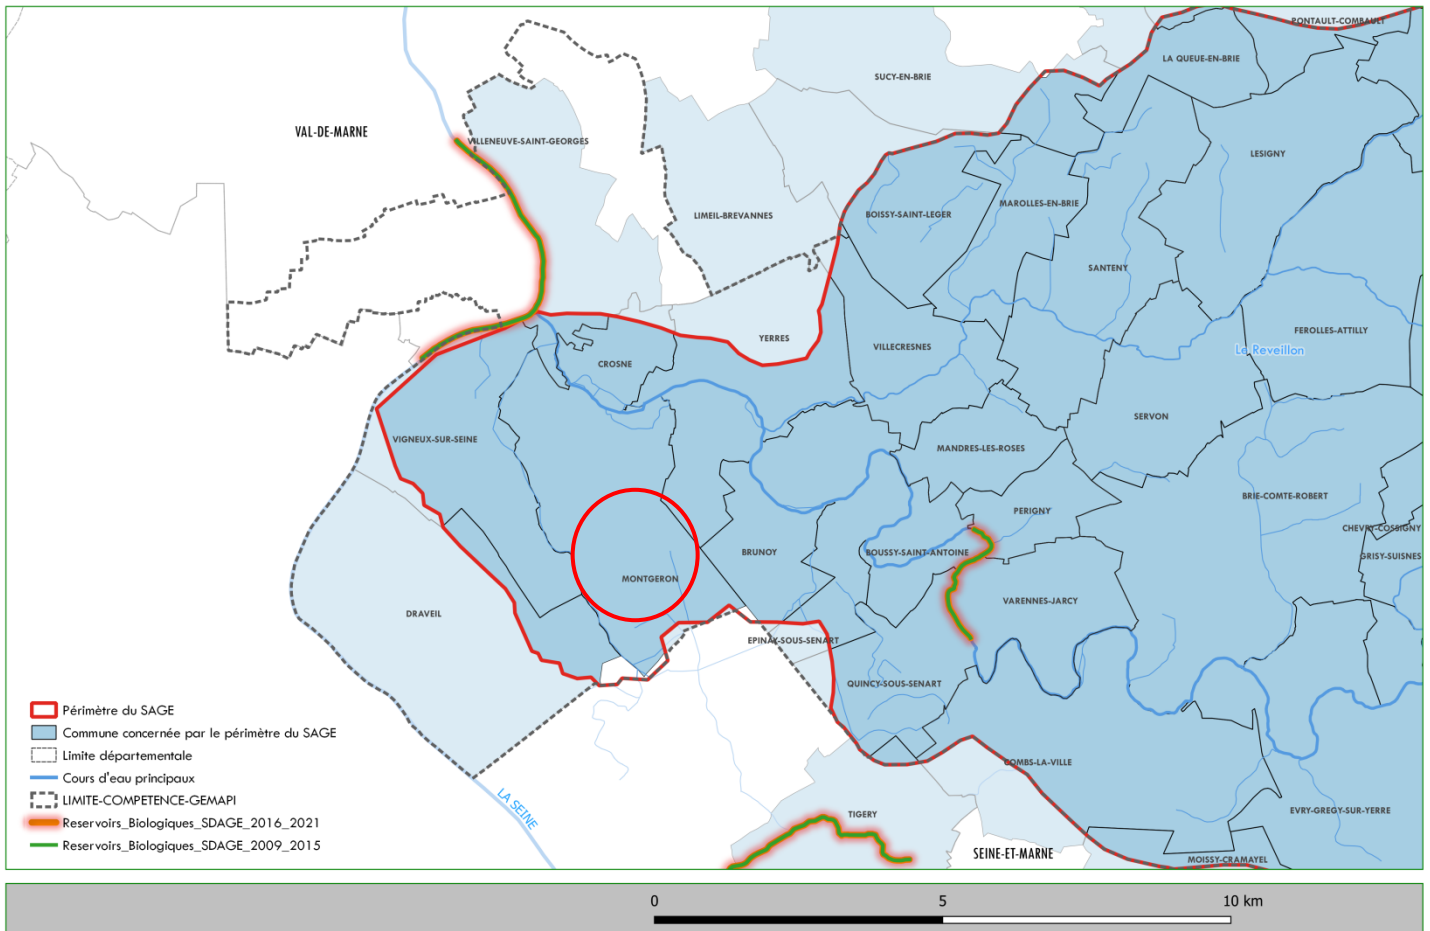 PONTAULT-COMBAULT
LA QUEUE-EN-BRIE
SUCY-EN-BRIE
VAL-DE-MARNE
VILLENEUVE-SAINT-GEORGES
LESIGNY
LIMEIL-BREVANNES
BOISSY-SAINT-LEGER
MAROLLES-EN-BRIE
SANTENY
FEROLLES-ATTILLY
YERRES
VILLECRESNES
Le Reveillon
CROSNE
SERVON
VIGNEUX-SUR-SEINE
MANDRES-LES-ROSES
BRIE-COMTE-ROBERT
PERIGNY
CHEVRY-COSSIGNY
BRUNOY
BOUSSY-SAINT-ANTOINE
GRISY-SUISNES
MONTGERON
VARENNES-JARCY
DRAVEIL
EPINAY-SOUS-SENART
QUINCY-SOUS-SENART
COMBS-LA-VILLE
LA SEINE
TIGERY
EVRY-GREGY-SUR-YERRE
SEINE-ET-MARNE
MOISSY-CRAMAYEL
Périmètre du SAGE
Commune concernée par le périmètre du SAGE
Limite départementale
Cours d'eau principaux
LIMITE-COMPETENCE-GEMAPI
Reservoirs_Biologiques_SDAGE_2016_2021
Reservoirs_Biologiques_SDAGE_2009_2015
0 5 10 km